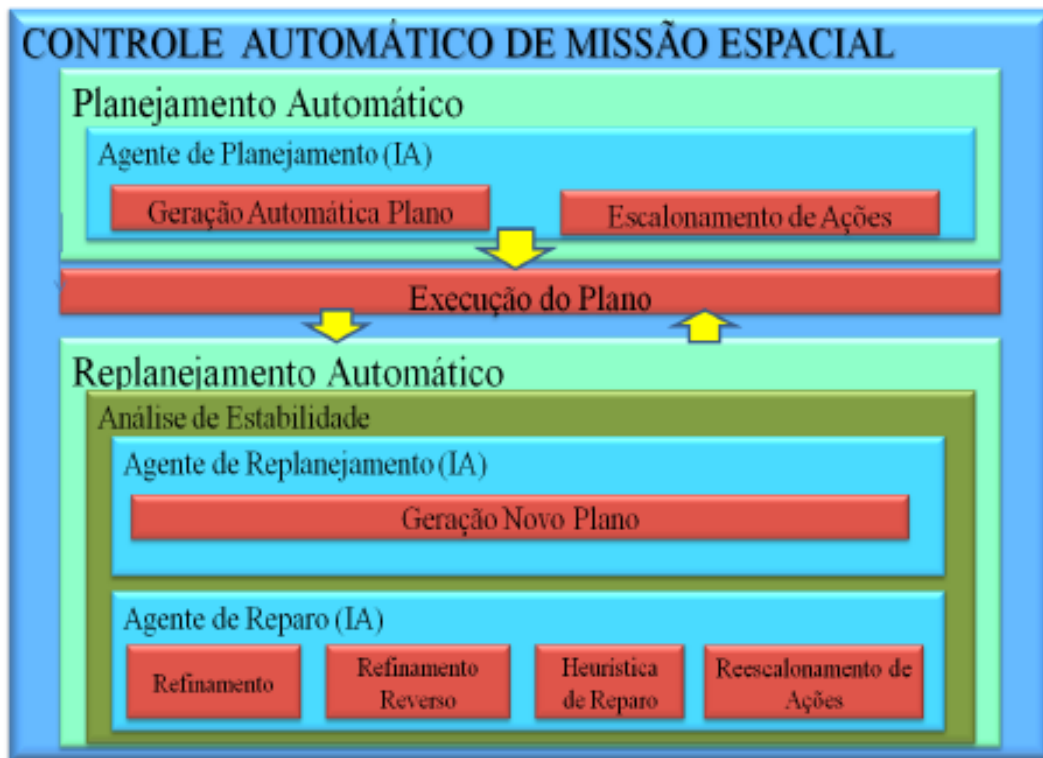 CONTROLE AUTOMÁTICO DE MISSÃO ESPACIAL
Planejamento Automático
Agente de Planejamento (IA)
Geração Automática Plano
Escalonamento de Ações
Execução do Plano
Replanejamento Automático
Análise de Estabilidade
Agente de Replanejamento (IA)
Geração Novo Plano
Agente de Reparo (IA)
Refinamento
Refinamento
Reverso
Heuristica
de Reparo
Reescalonamento de
Ações